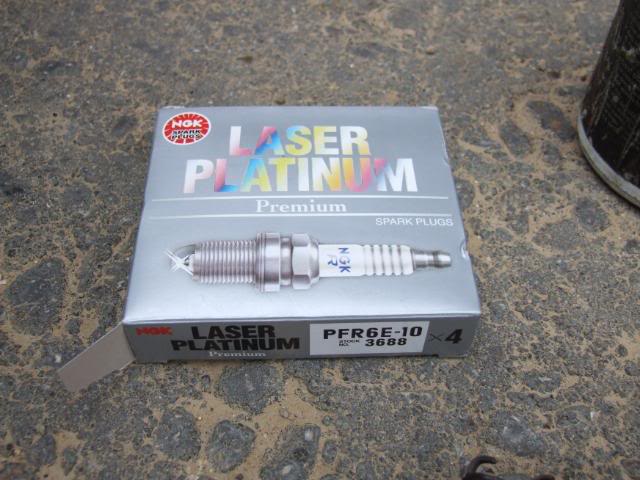 NGK
SPARK PLUGS
LASER
PLATINUM
Premium
SPARK PLUGS
NGK
R
NGK
LASER
PLATINUM
Premium
PFR6E-10
STOCK NO. 3688
×4